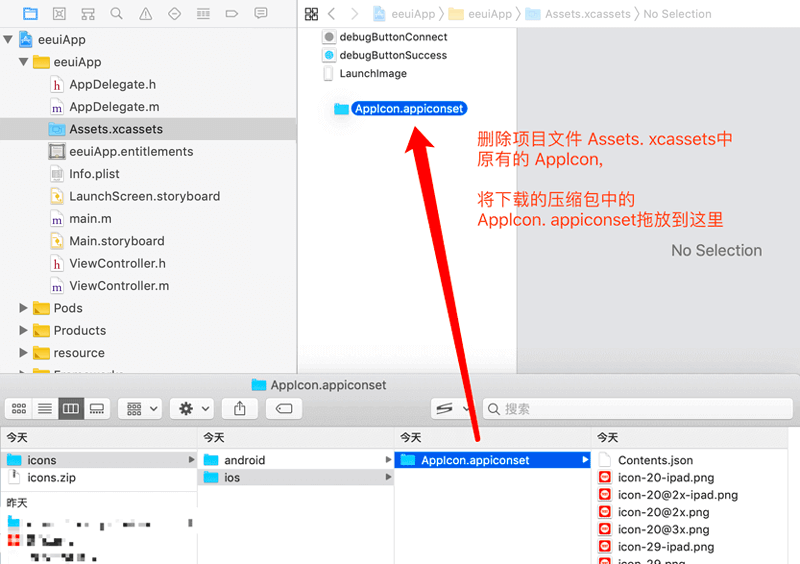 eeuiApp
eeuiApp
Assets.xcassets
No Selection
eeuiApp
eeuiApp
AppDelegate.h
AppDelegate.m
Assets.xcassets
eeuiApp.entitlements
Info.plist
LaunchScreen.storyboard
main.m
Main.storyboard
ViewController.h
ViewController.m
Pods
Products
resource
debugButtonConnect
debugButtonSuccess
LaunchImage
AppIcon.appiconset
删除项目文件 Assets. xcassets中
原有的 AppIcon,
将下载的压缩包中的
AppIcon. appiconset拖放到这里
No Selection
AppIcon.appiconset
搜索
今天
icons
icons.zip
昨天
今天
android
ios
今天
AppIcon.appiconset
今天
Contents.json
icon-20-ipad.png
icon-20@2x-ipad.png
icon-20@2x.png
icon-20@3x.png
icon-29-ipad.png
icon-29.png